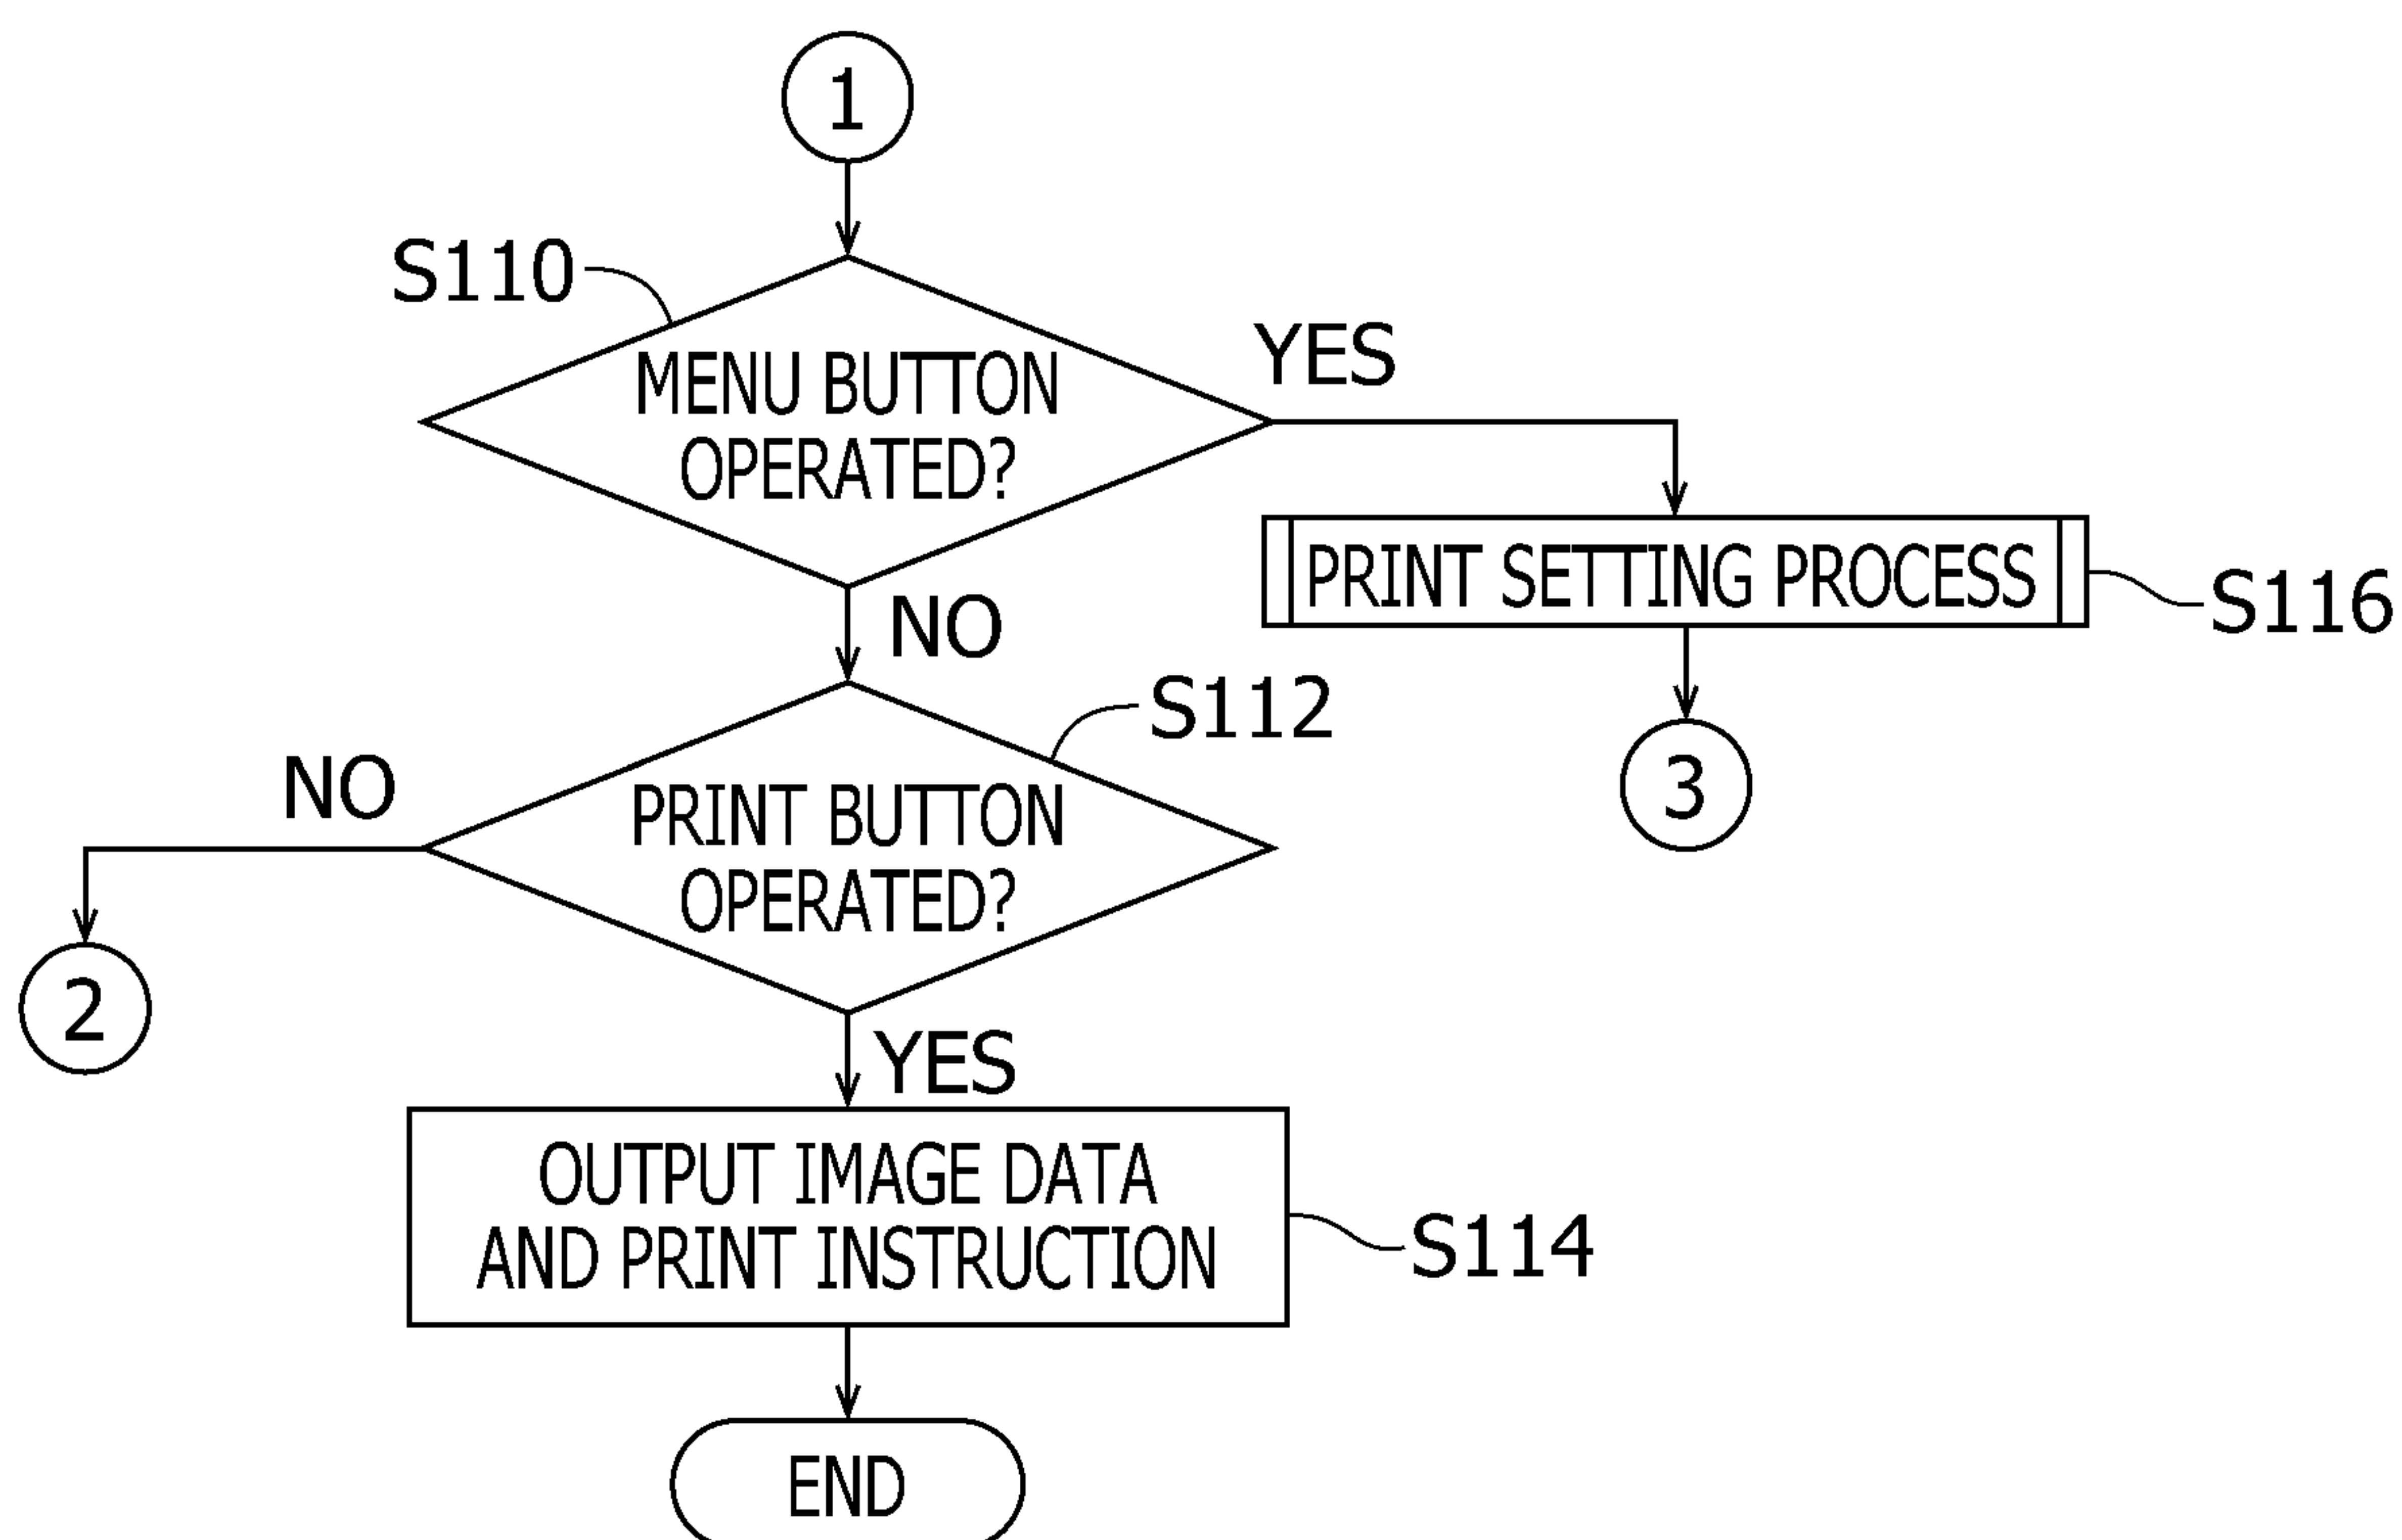 1
S110
YES
MENU BUTTON
OPERATED?
PRINT SETTING PROCESS
S116
NO
S112
3
NO
PRINT BUTTON
OPERATED?
2
YES
OUTPUT IMAGE DATA
AND PRINT INSTRUCTION
S114
END